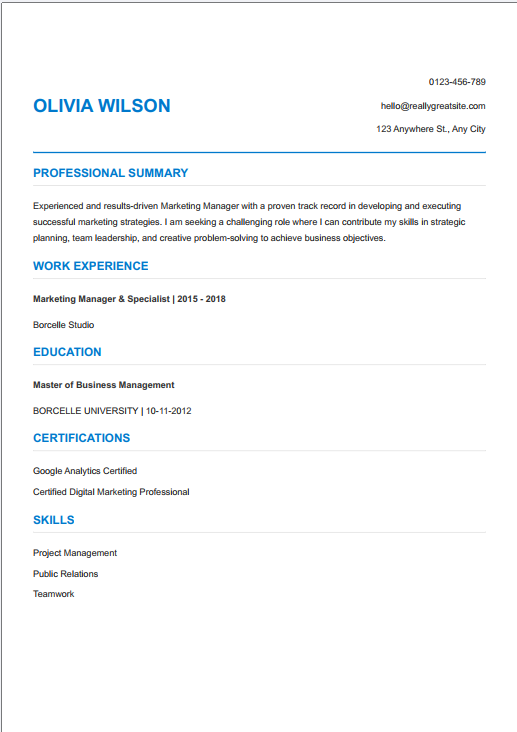 0123-456-789
OLIVIA WILSON
hello@reallygreatsite.com
123 Anywhere St., Any City
PROFESSIONAL SUMMARY
Experienced and results-driven Marketing Manager with a proven track record in developing and executing
successful marketing strategies. I am seeking a challenging role where I can contribute my skills in strategic
planning, team leadership, and creative problem-solving to achieve business objectives.
WORK EXPERIENCE
Marketing Manager & Specialist | 2015 - 2018
Borcelle Studio
EDUCATION
Master of Business Management
BORCELLE UNIVERSITY | 10-11-2012
CERTIFICATIONS
Google Analytics Certified
Certified Digital Marketing Professional
SKILLS
Project Management
Public Relations
Teamwork